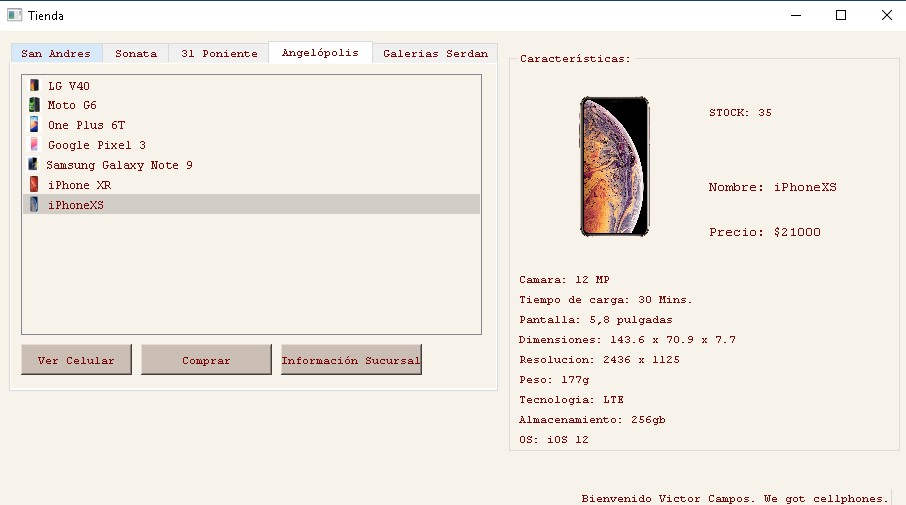 Tienda
San Andres Sonata 31 Poniente Angelópolis Galerias Serdan
LG V40
Moto G6
One Plus 6T
Google Pixel 3
Samsung Galaxy Note 9
iPhone XR
iPhoneXS
Ver Celular Comprar Información Sucursal
Características:
STOCK: 35
Nombre: iPhoneXS
Precio: $21000
Camara: 12 MP
Tiempo de carga: 30 Mins.
Pantalla: 5,8 pulgadas
Dimensiones: 143.6 x 70.9 x 7.7
Resolucion: 2436 x 1125
Peso: 177g
Tecnologia: LTE
Almacenamiento: 256gb
OS: iOS 12
Bienvenido Victor Campos. We got cellphones.